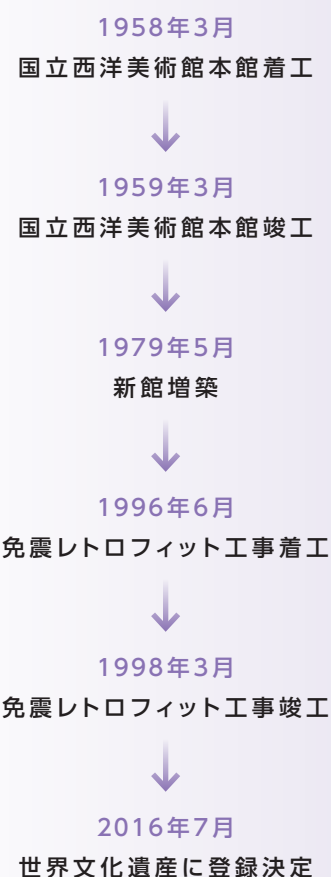 1958年3月
国立西洋美術館本館着工
↓
1959年3月
国立西洋美術館本館竣工
↓
1979年5月
新館増築
↓
1996年6月
免震レトロフィット工事着工
↓
1998年3月
免震レトロフィット工事竣工
↓
2016年7月
世界文化遺産に登録決定